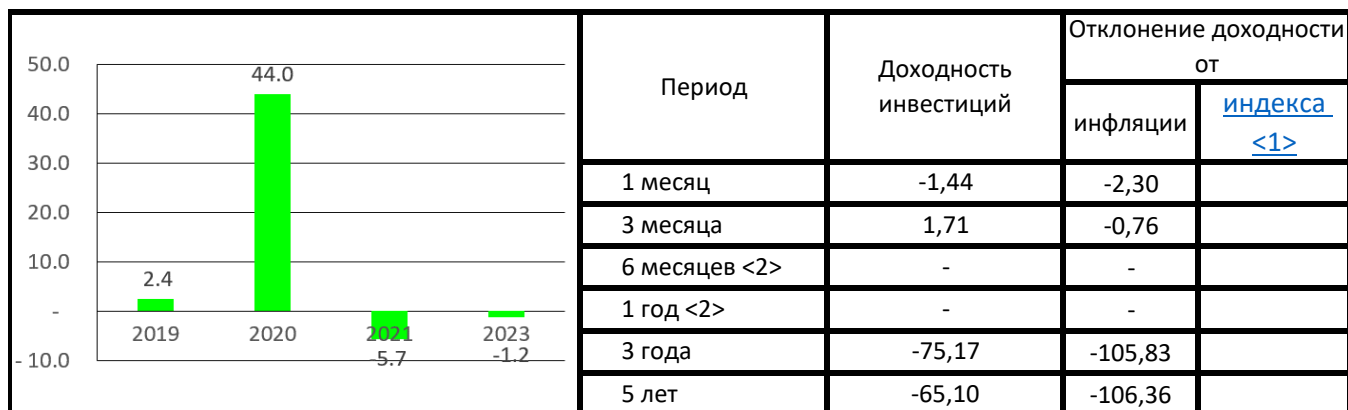 50.0
40.0
30.0
20.0
10.0
-
- 10.0
2.4
44.0
-5.7
-1.2
2019 2020 2021 2023
Период
Доходность
инвестиций
Отклонение доходности
от
инфляции
индекса
<1>
1 месяц -1,44 -2,30
3 месяца 1,71 -0,76
6 месяцев <2> - -
1 год <2> - -
3 года -75,17 -105,83
5 лет -65,10 -106,36